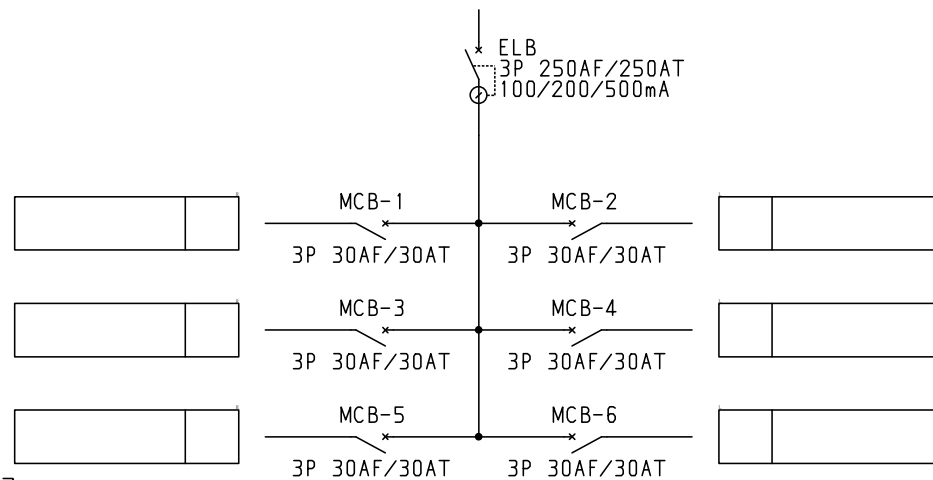 ELB
3P 250AF/250AT
100/200/500mA
MCB-1
MCB-2
3P 30AF/30AT
3P 30AF/30AT
MCB-3
MCB-4
3P 30AF/30AT
3P 30AF/30AT
MCB-5
MCB-6
3P 30AF/30AT
3P 30AF/30AT